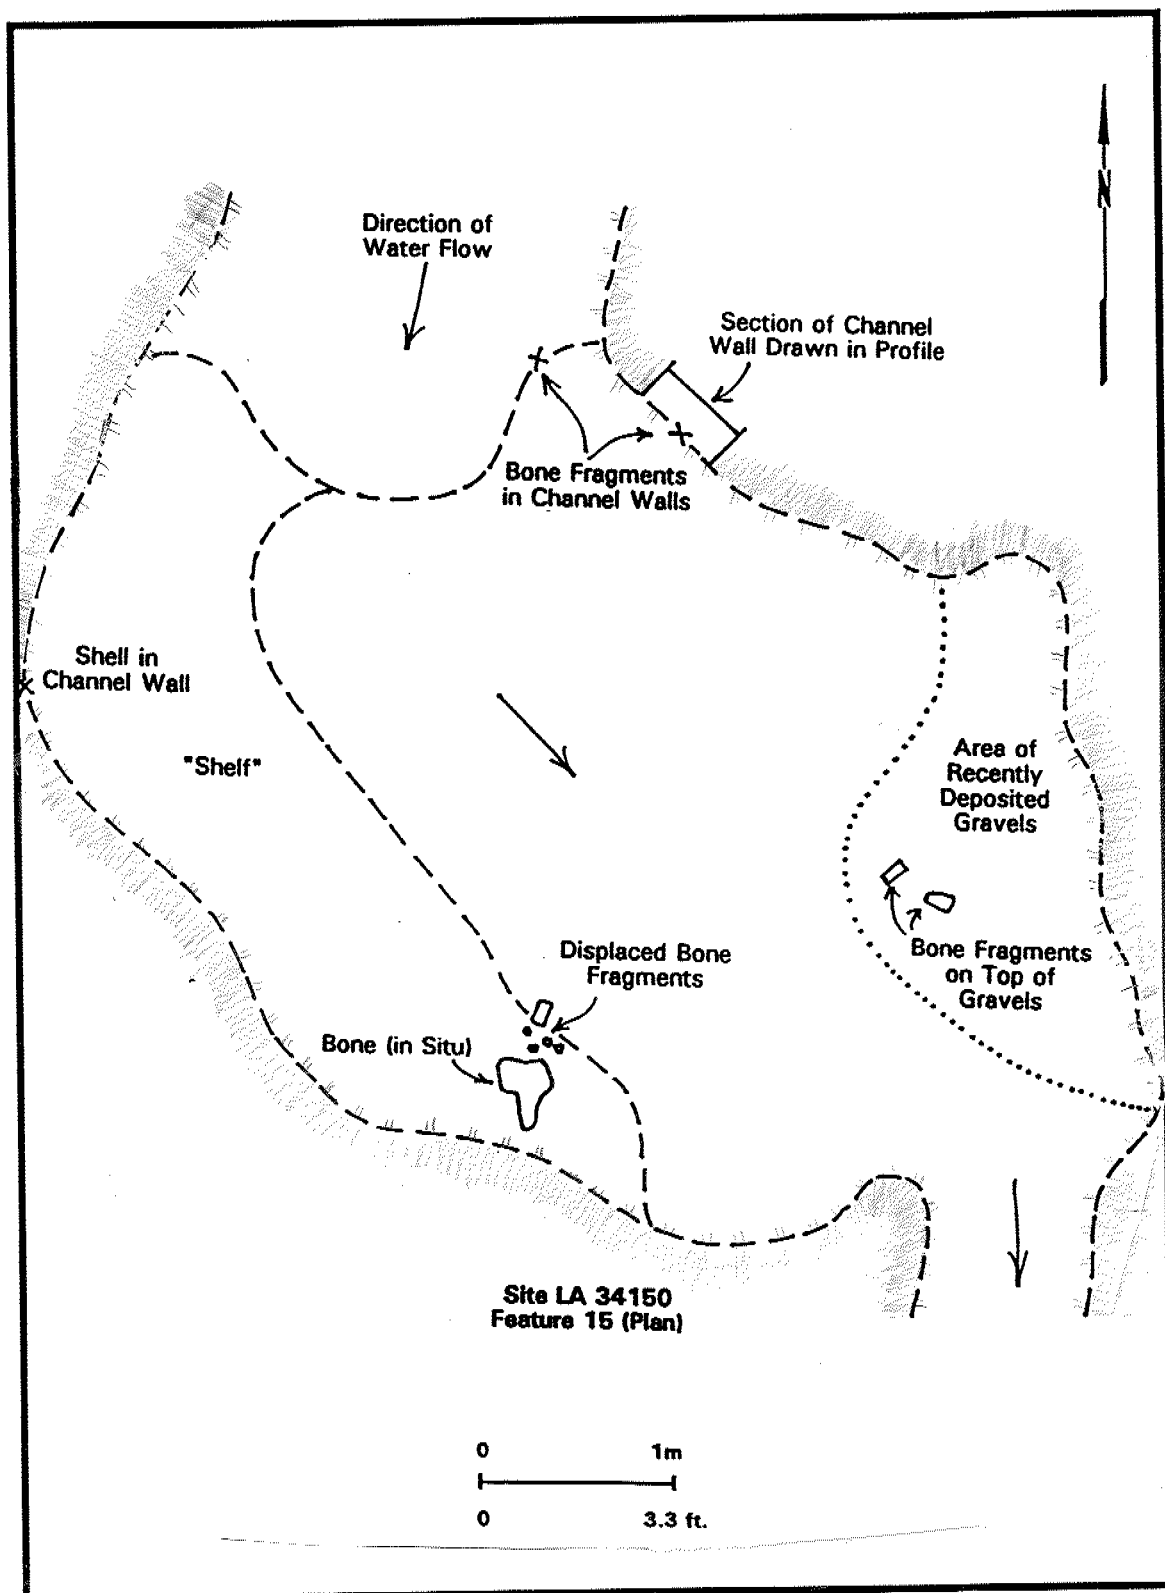 N
Direction of
Water Flow
Section of Channel
Wall Drawn in Profile
Bone Fragments
in Channel Walls
Shell in
Channel Wall
"Shelf"
Area of
Recently
Deposited
Gravels
Displaced Bone
Fragments
Bone Fragments
on Top of
Gravels
Bone (in Situ)
Site LA 34150
Feature 15 (Plan)
0 1m
0 3.3 ft.